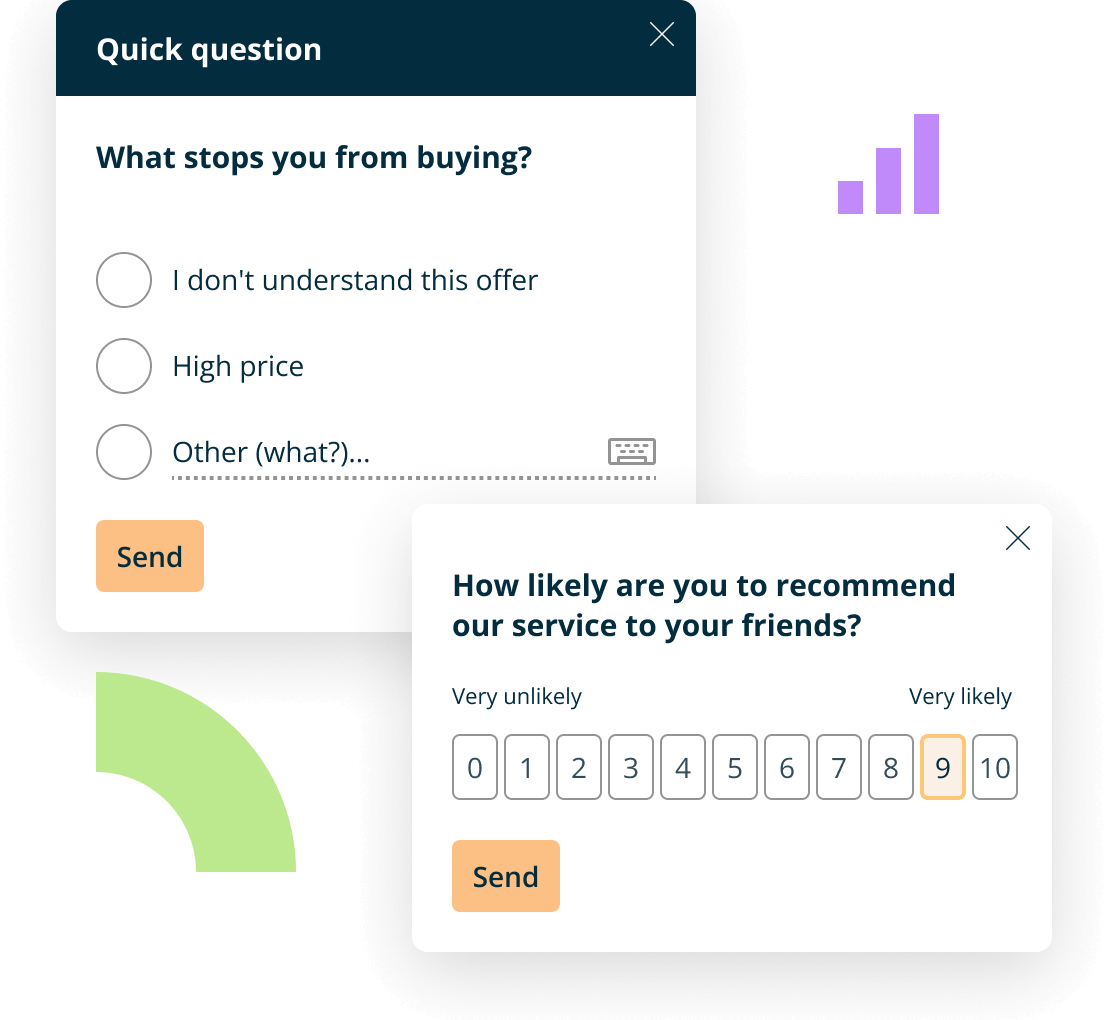 Quick question
What stops you from buying?
I don't understand this offer
High price
Other (what?)...
Send
How likely are you to recommend
our service to your friends?
Very unlikely Very likely
0 1 2 3 4 5 6 7 8 9 10
Send